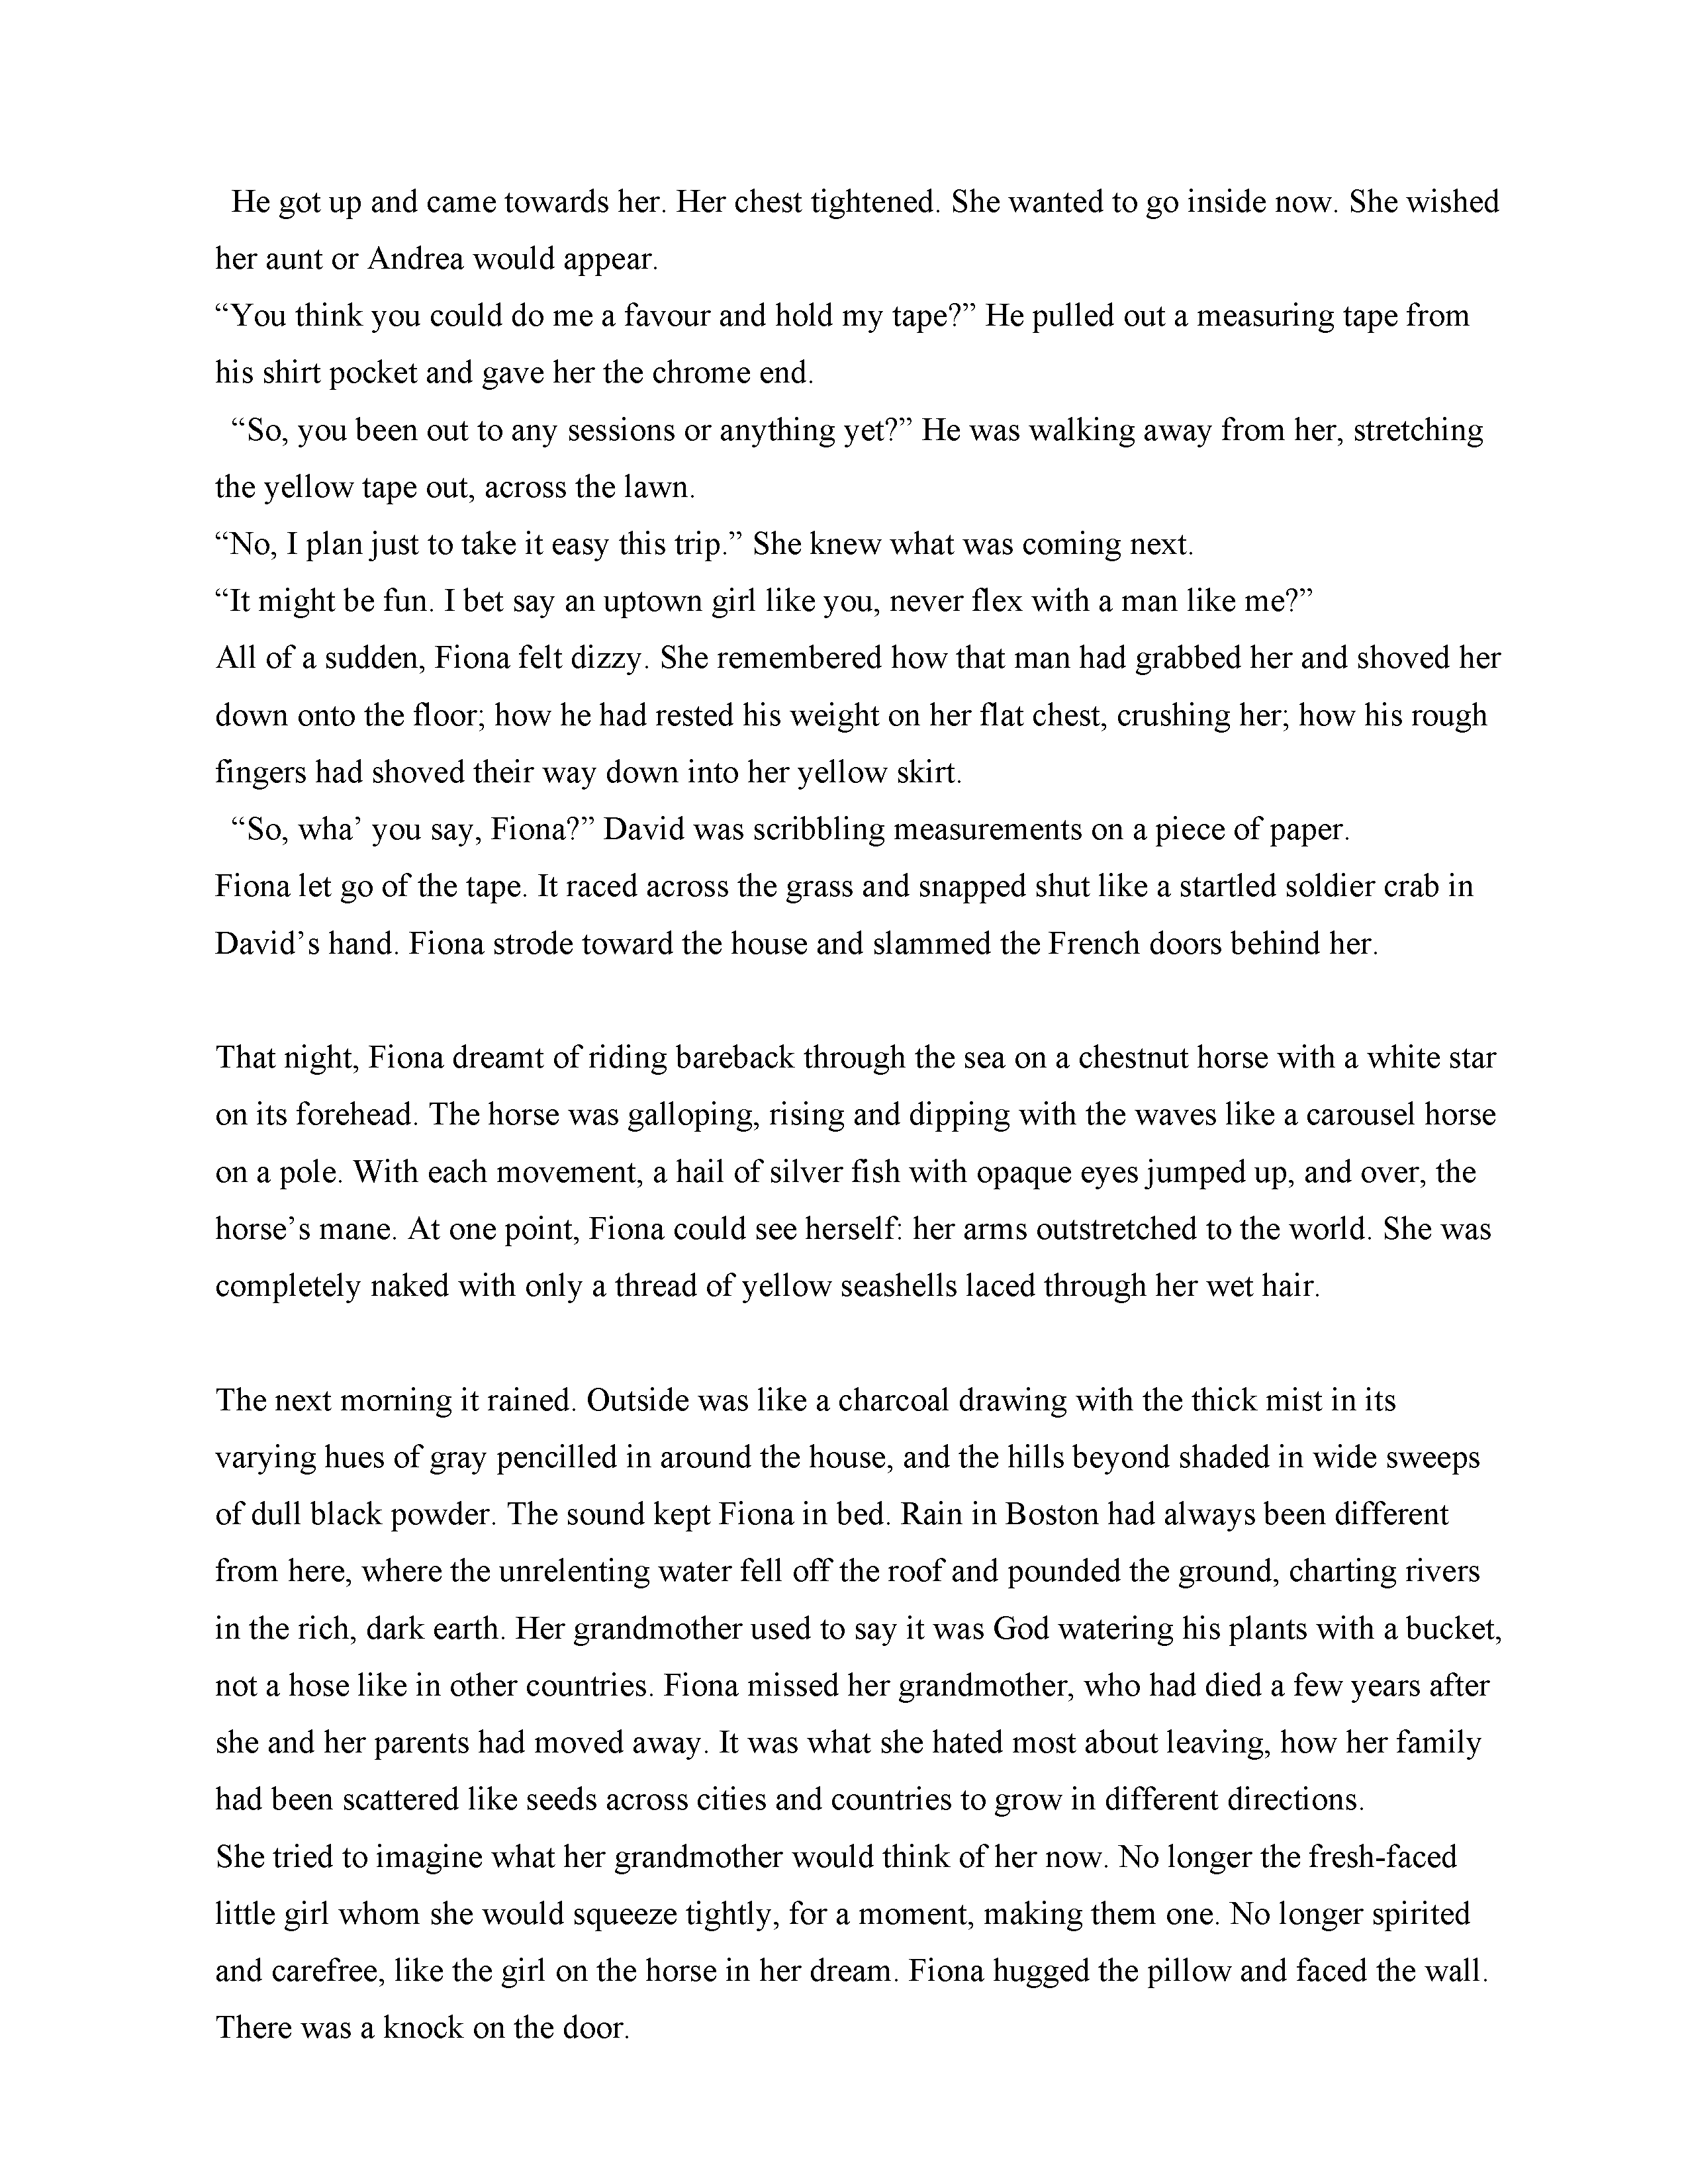 He got up and came towards her. Her chest tightened. She wanted to go inside now. She wished
her aunt or Andrea would appear.
“You think you could do me a favour and hold my tape?” He pulled out a measuring tape from
his shirt pocket and gave her the chrome end.
“So, you been out to any sessions or anything yet?” He was walking away from her, stretching
the yellow tape out, across the lawn.
“No, I plan just to take it easy this trip.” She knew what was coming next.
“It might be fun. I bet say an uptown girl like you, never flex with a man like me?”
All of a sudden, Fiona felt dizzy. She remembered how that man had grabbed her and shoved her
down onto the floor; how he had rested his weight on her flat chest, crushing her; how his rough
fingers had shoved their way down into her yellow skirt.
“So, wha’ you say, Fiona?” David was scribbling measurements on a piece of paper.
Fiona let go of the tape. It raced across the grass and snapped shut like a startled soldier crab in
David’s hand. Fiona strode toward the house and slammed the French doors behind her.
That night, Fiona dreamt of riding bareback through the sea on a chestnut horse with a white star
on its forehead. The horse was galloping, rising and dipping with the waves like a carousel horse
on a pole. With each movement, a hail of silver fish with opaque eyes jumped up, and over, the
horse’s mane. At one point, Fiona could see herself: her arms outstretched to the world. She was
completely naked with only a thread of yellow seashells laced through her wet hair.
The next morning it rained. Outside was like a charcoal drawing with the thick mist in its
varying hues of gray pencilled in around the house, and the hills beyond shaded in wide sweeps
of dull black powder. The sound kept Fiona in bed. Rain in Boston had always been different
from here, where the unrelenting water fell off the roof and pounded the ground, charting rivers
in the rich, dark earth. Her grandmother used to say it was God watering his plants with a bucket,
not a hose like in other countries. Fiona missed her grandmother, who had died a few years after
she and her parents had moved away. It was what she hated most about leaving, how her family
had been scattered like seeds across cities and countries to grow in different directions.
She tried to imagine what her grandmother would think of her now. No longer the fresh-faced
little girl whom she would squeeze tightly, for a moment, making them one. No longer spirited
and carefree, like the girl on the horse in her dream. Fiona hugged the pillow and faced the wall.
There was a knock on the door.